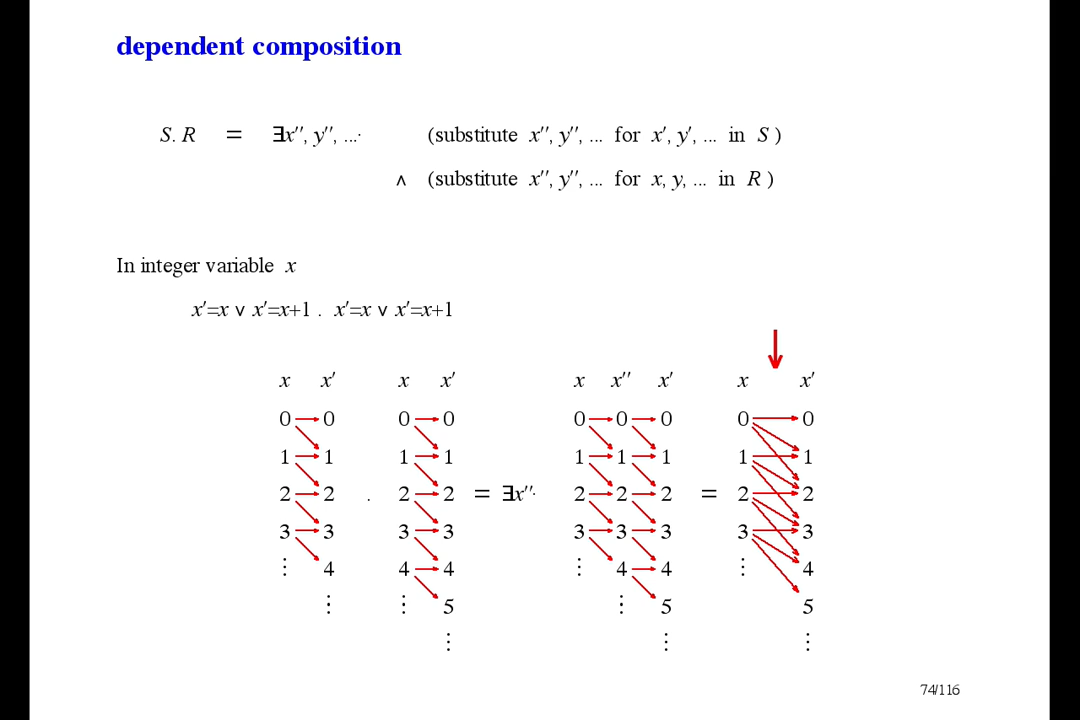 dependent composition
S. R = ∃x′′, y′′, ...· (substitute x′′, y′′, ... for x′, y′, ... in S )
∧ (substitute x′′, y′′, ... for x, y, ... in R )
In integer variable x
x′=x ∨ x′=x+1 . x′=x ∨ x′=x+1
x x′ x x′ x x′′ x′ x x′
0 0 0 0 0 0 0 0 0
1 1 1 1 1 1 1 1 1
2 2 . 2 2 = ∃x′′· 2 2 2 = 2 2
3 3 3 3 3 3 3 3 3
⋮ 4 4 4 ⋮ 4 4 ⋮ 4
⋮ ⋮ 5 ⋮ 5 5
⋮ ⋮ ⋮
74/116